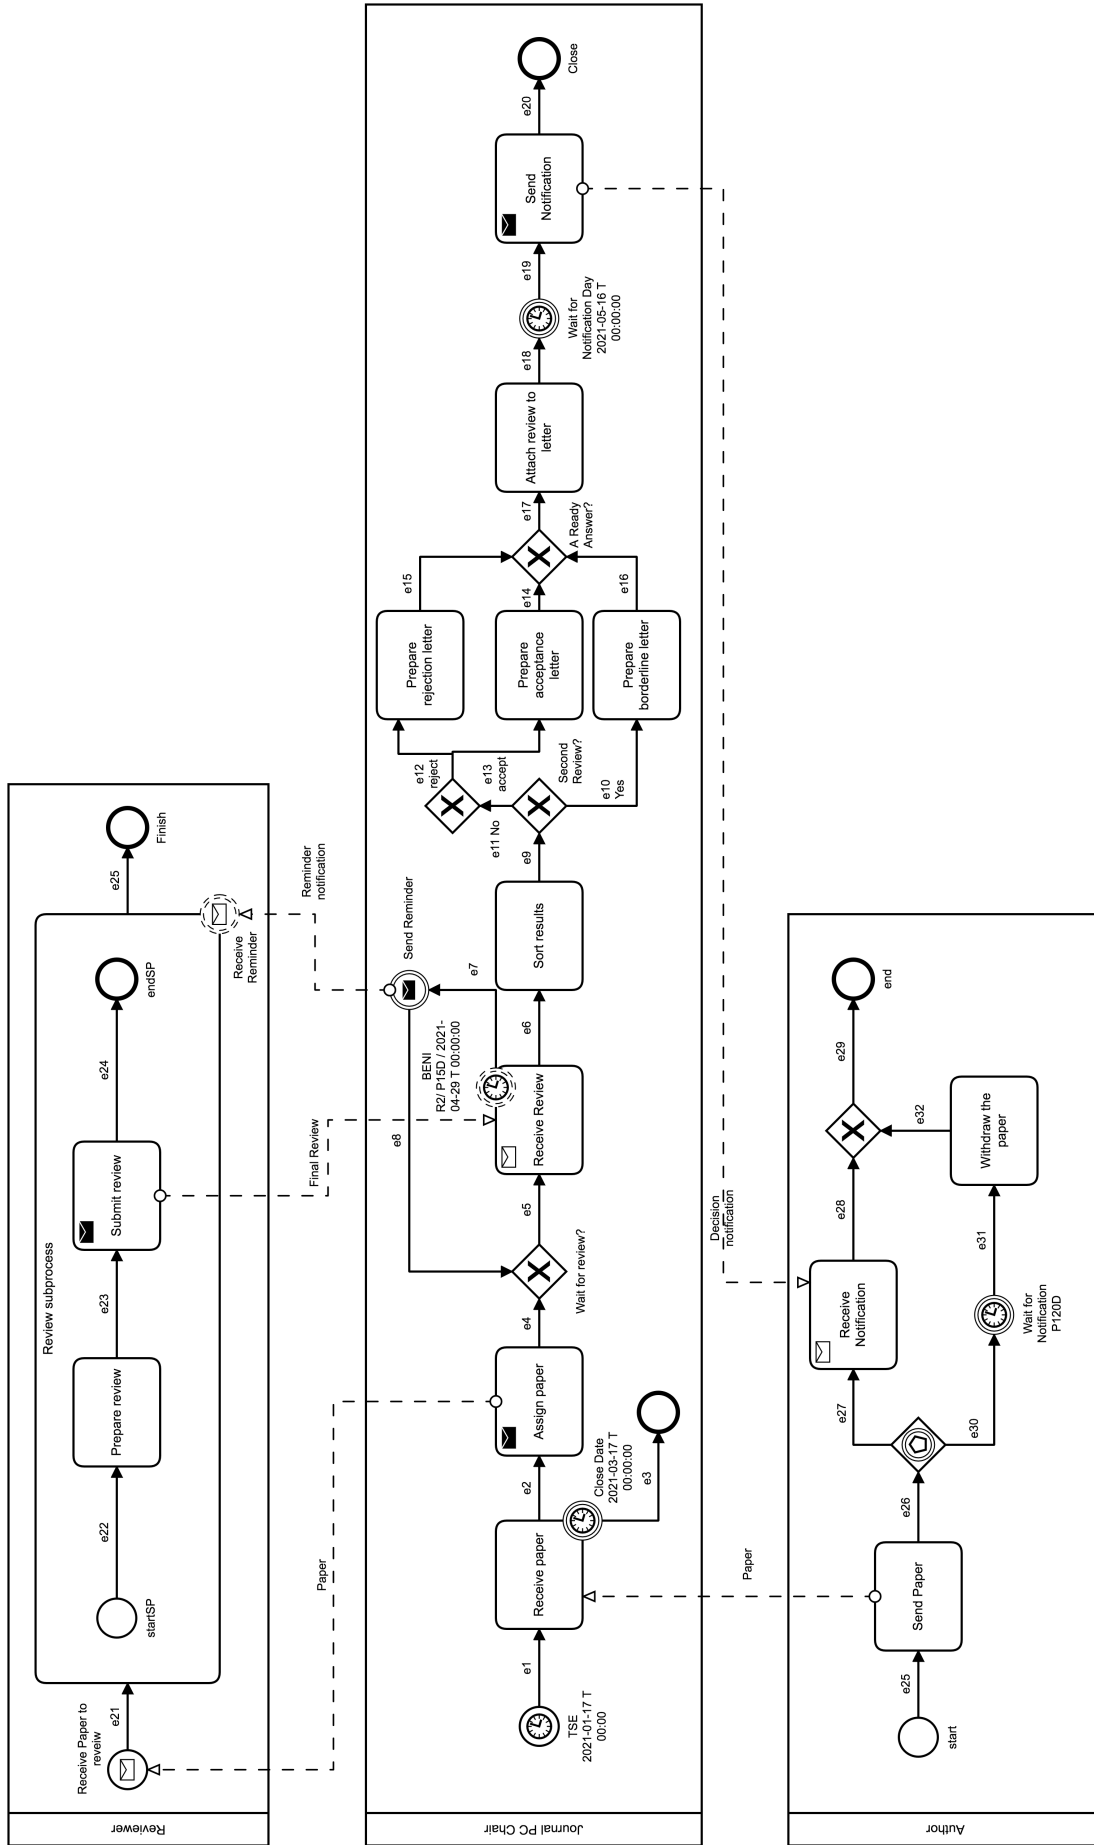 Reviewer
Receive Paper to
reveiw
e21
Review subprocess
startSP
e22
Prepare review
e23
Submit review
e24
endSP
Receive
Reminder
e25
Finish
Paper
Final Review
Reminder
notification
Journal PC Chair
TSE
2021-01-17 T
00:00
e1
Receive paper
Close Date
2021-03-17 T
00:00:00
e3
e2
Assign paper
e4
Wait for review?
e5
e8
Receive Review
BENI
R2/ P15D / 2021-
04-29 T 00:00:00
e7
Send Reminder
e6
Sort results
e9
Second
Review?
e11 No
e10
Yes
e12
reject
e13
accept
Prepare
rejection letter
Prepare
acceptance
letter
Prepare
borderline letter
e15
e14
e16
A Ready
Answer?
e17
Attach review to
letter
e18
Wait for
Notification Day
2021-05-16 T
00:00:00
e19
Send
Notification
e20
Close
Paper
Decision
notification
Author
start
e25
Send Paper
e26
e27
e30
Receive
Notification
Wait for
Notification
P120D
e28
e31
Withdraw the
paper
e32
e29
end